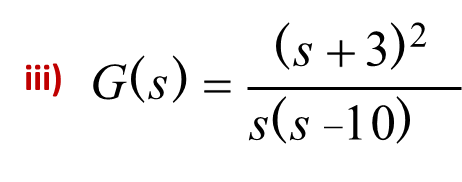 iii) G(s) = (s + 3)² / s(s – 10)